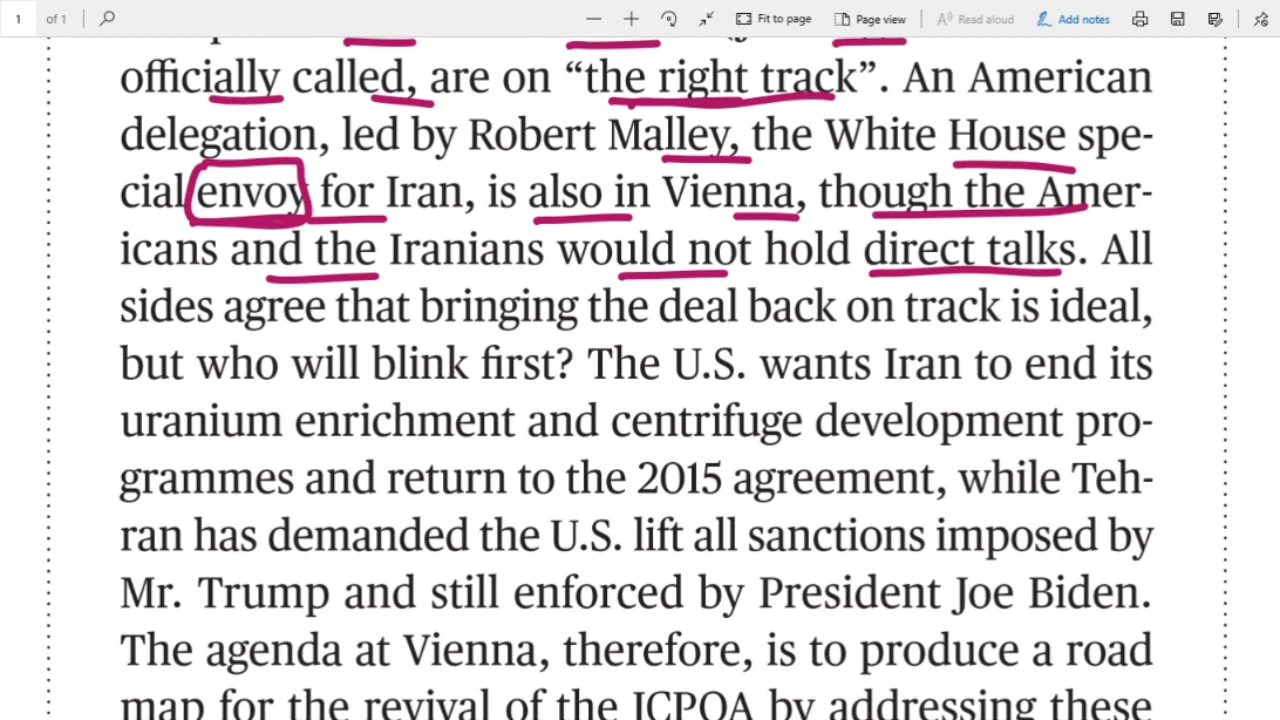 1 of 1 Fit to page Page view Read aloud Add notes
officially called, are on “the right track”. An American
delegation, led by Robert Malley, the White House spe-
cial envoy for Iran, is also in Vienna, though the Amer-
icans and the Iranians would not hold direct talks. All
sides agree that bringing the deal back on track is ideal,
but who will blink first? The U.S. wants Iran to end its
uranium enrichment and centrifuge development pro-
grammes and return to the 2015 agreement, while Teh-
ran has demanded the U.S. lift all sanctions imposed by
Mr. Trump and still enforced by President Joe Biden.
The agenda at Vienna, therefore, is to produce a road
map for the revival of the JCPOA by addressing these